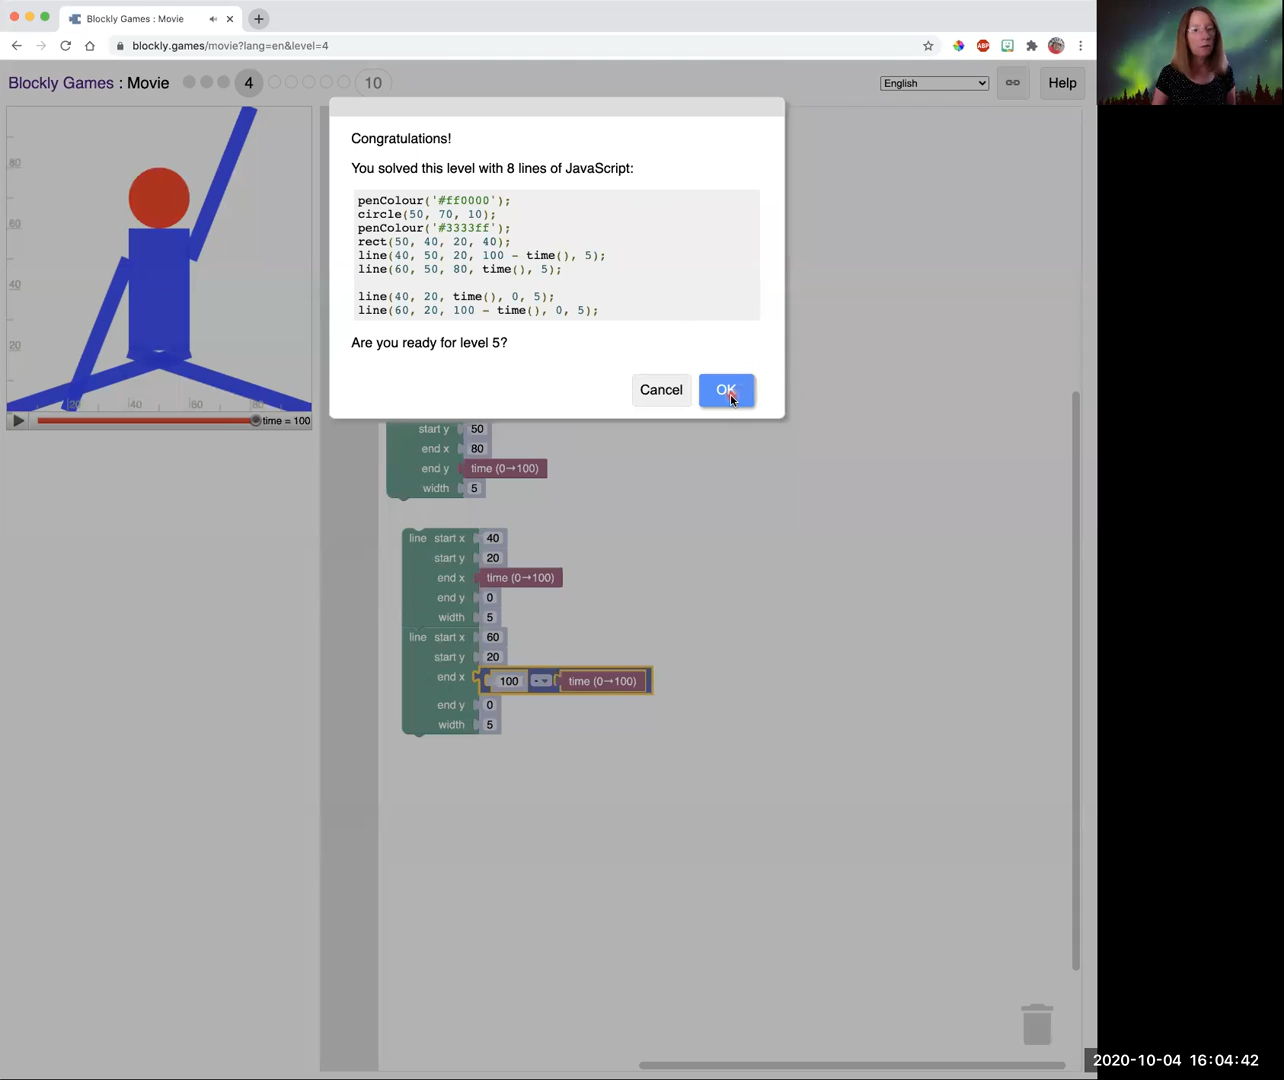 Blockly Games : Movie
blockly.games/movie?lang=en&level=4
ABP
Blockly Games : Movie
4
10
English
Help
80
60
40
20
20
40
60
80
time = 100
Congratulations!
You solved this level with 8 lines of JavaScript:
penColour('#ff0000');
circle(50, 70, 10);
penColour('#3333ff');
rect(50, 40, 20, 40);
line(40, 50, 20, 100 - time(), 5);
line(60, 50, 80, time(), 5);
line(40, 20, time(), 0, 5);
line(60, 20, 100 - time(), 0, 5);
Are you ready for level 5?
Cancel
OK
start y 50
end x 80
end y time (0→100)
width 5
line start x 40
start y 20
end x time (0→100)
end y 0
width 5
line start x 60
start y 20
end x 100 - time (0→100)
end y 0
width 5
2020-10-04 16:04:42